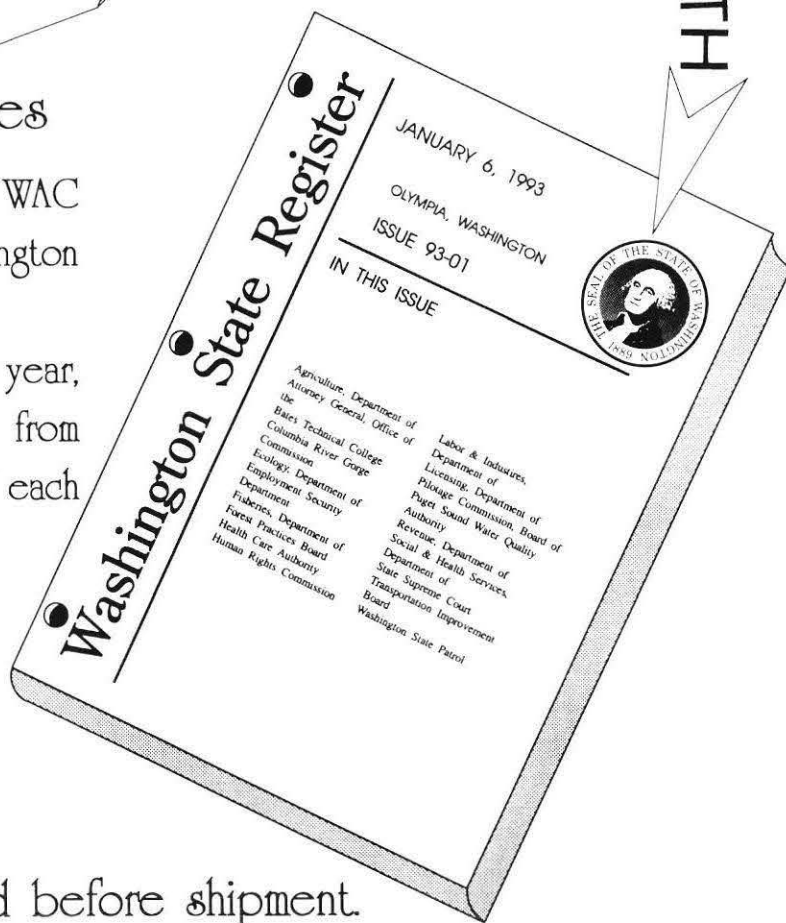 TH
es
WAC
ngton
year,
from
each
Washington State Register
JANUARY 6, 1993
OLYMPIA, WASHINGTON
ISSUE 93-01
IN THIS ISSUE
THE SEAL OF THE STATE OF WASHINGTON
1889
Agriculture, Department of
Attorney General, Office of
the
Bates Technical College
Columbia River Gorge
Commission
Ecology, Department of
Employment Security
Department
Fisheries, Department of
Forest Practices Board
Health Care Authority
Human Rights Commission
Labor & Industries,
Department of
Licensing, Department of
Pilotage Commission, Board of
Puget Sound Water Quality
Authority
Revenue, Department of
Social & Health Services,
Department of
State Supreme Court
Transportation Improvement
Board
Washington State Patrol
d before shipment.